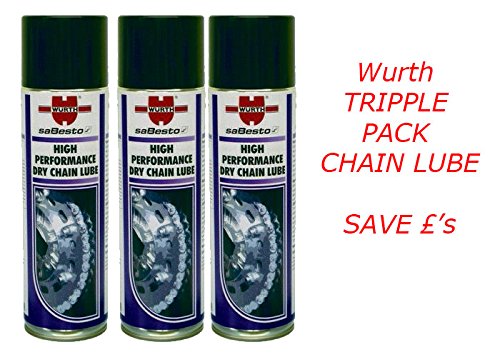 WURTH
saBesto
HIGH
PERFORMANCE
DRY CHAIN LUBE
WURTH
saBesto
HIGH
PERFORMANCE
DRY CHAIN LUBE
WURTH
saBesto
HIGH
PERFORMANCE
DRY CHAIN LUBE
Wurth
TRIPPLE
PACK
CHAIN LUBE
SAVE £'s